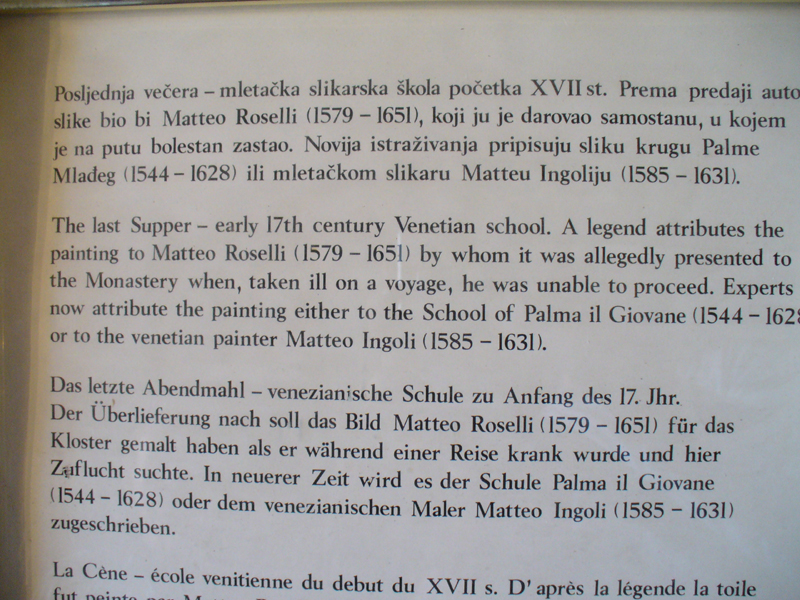 Posljednja večera – mletačka slikarska škola početka XVII st. Prema predaji
slike bio bi Matteo Roselli (1579 – 1651), koji ju je darovao samostanu, u kojem
je na putu bolestan zastao. Novija istraživanja pripisuju sliku krugu Palme
Mlađeg (1544 – 1628) ili mletačkom slikaru Matteu Ingoliju (1585 – 1631).
The last Supper – early 17th century Venetian school. A legend attributes the
painting to Matteo Roselli (1579 – 1651) by whom it was allegedly presented to
the Monastery when, taken ill on a voyage, he was unable to proceed. Experts
now attribute the painting either to the School of Palma il Giovane (1544 – 1628
or to the venetian painter Matteo Ingoli (1585 – 1631).
Das letzte Abendmahl – venezianische Schule zu Anfang des 17. Jhr.
Der Überlieferung nach soll das Bild Matteo Roselli (1579 – 1651) für das
Kloster gemalt haben als er während einer Reise krank wurde und hier
Zuflucht suchte. In neuerer Zeit wird es der Schule Palma il Giovane
(1544 – 1628) oder dem venezianischen Maler Matteo Ingoli (1585 – 1631)
zugeschrieben.
La Cène – école venitienne du debut du XVII s. D'après la légende la toile